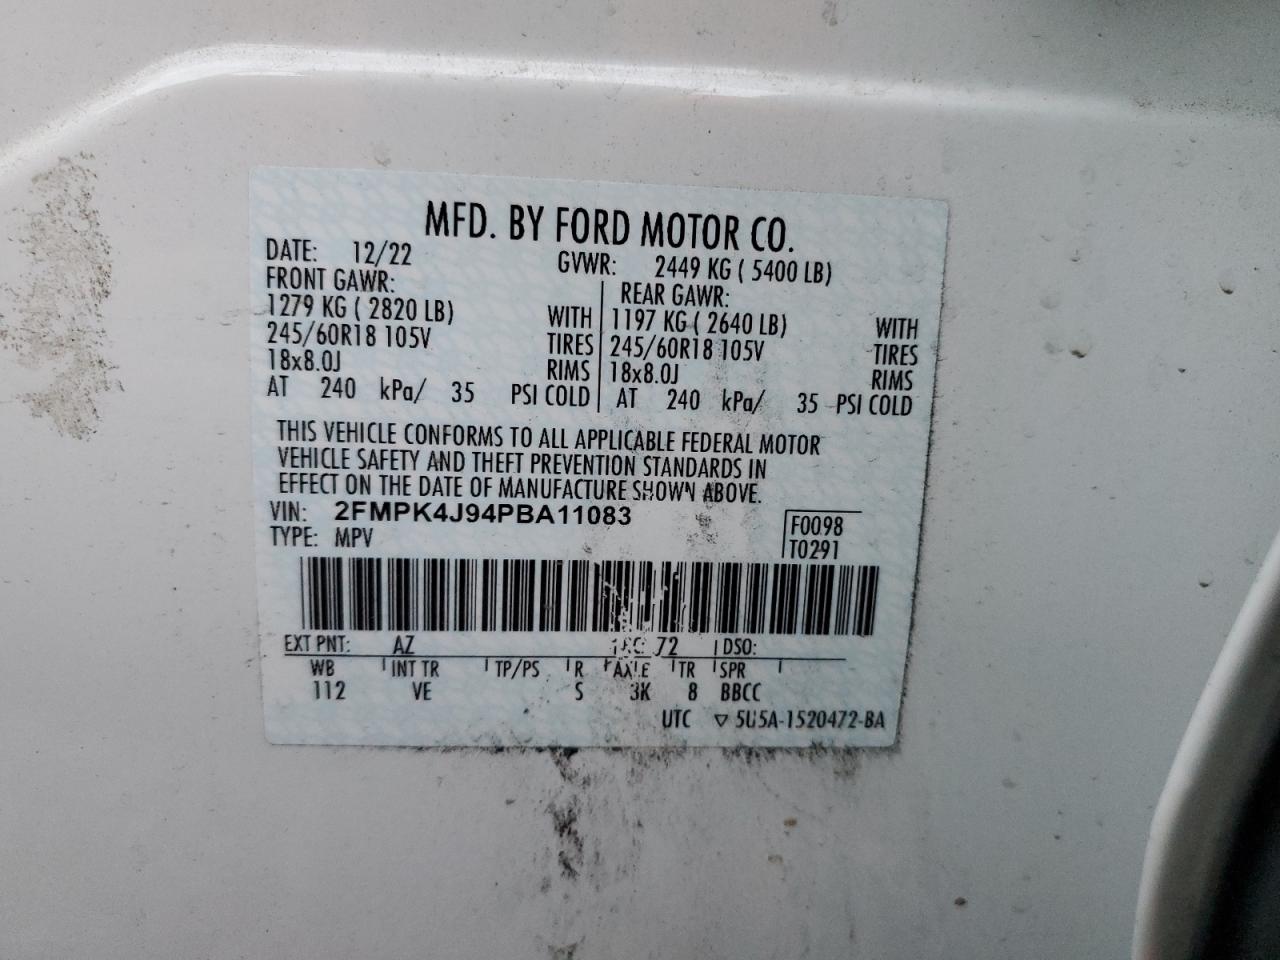 MFD. BY FORD MOTOR CO.
DATE: 12/22 GVWR: 2449 KG ( 5400 LB)
FRONT GAWR: REAR GAWR:
1279 KG ( 2820 LB) WITH 1197 KG ( 2640 LB) WITH
245/60R18 105V TIRES 245/60R18 105V TIRES
18x8.0J RIMS 18x8.0J RIMS
AT 240 kPa/ 35 PSI COLD AT 240 kPa/ 35 PSI COLD
THIS VEHICLE CONFORMS TO ALL APPLICABLE FEDERAL MOTOR
VEHICLE SAFETY AND THEFT PREVENTION STANDARDS IN
EFFECT ON THE DATE OF MANUFACTURE SHOWN ABOVE.
VIN: 2FMPK4J94PBA11083 F0098
TYPE: MPV T0291
EXT PNT: AZ 72 DSO:
WB INT TR TP/PS R AXLE TR SPR
112 VE S 3K 8 BBCC
UTC ▽ 5U5A-1520472-BA